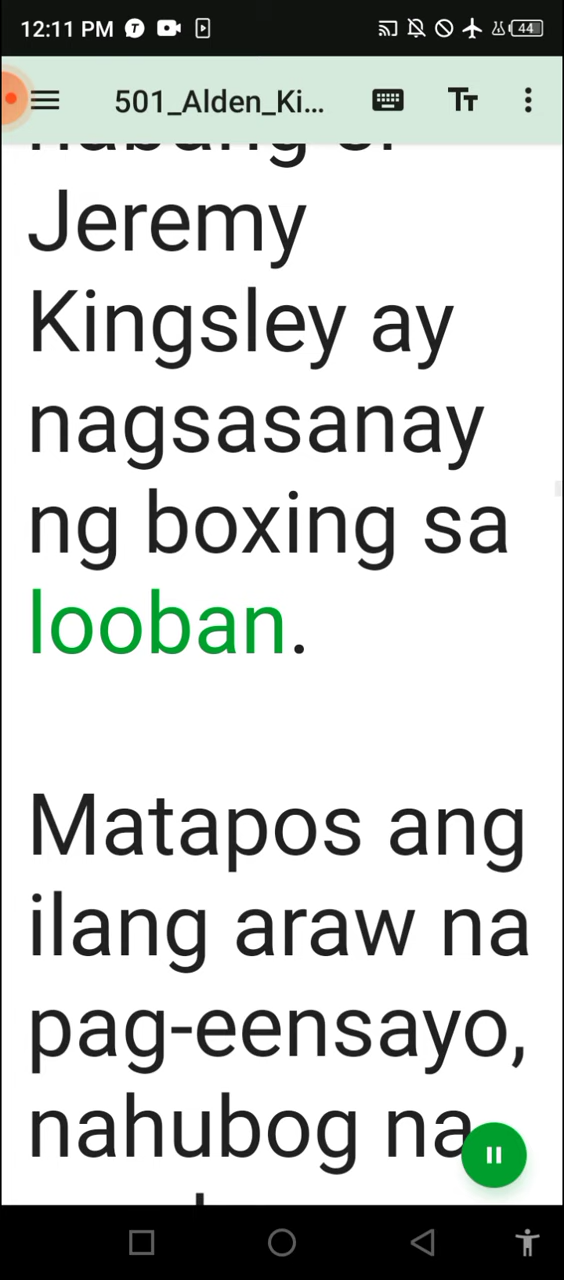 12:11 PM
44
501_Alden_Ki...
Jeremy
Kingsley ay
nagsasanay
ng boxing sa
looban.
Matapos ang
ilang araw na
pag-eensayo,
nahubog na